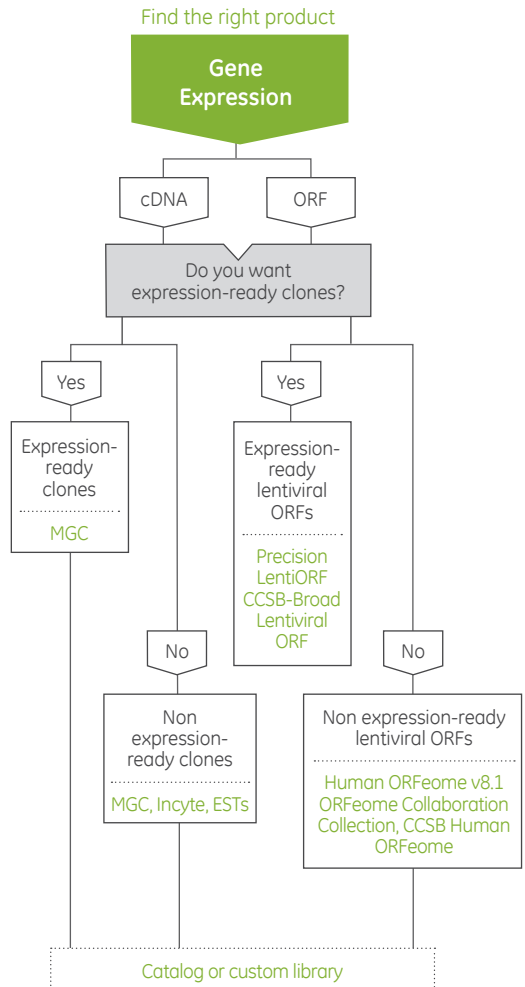 Find the right product
Gene
Expression
cDNA
ORF
Do you want
expression-ready clones?
Yes
Expression-
ready
clones
MGC
No
Non
expression-
ready clones
MGC, Incyte, ESTs
Yes
Expression-
ready
lentiviral
ORFs
Precision
LentiORF
CCSB-Broad
Lentiviral
ORF
No
Non expression-ready
lentiviral ORFs
Human ORFeome v8.1
ORFeome Collaboration
Collection, CCSB Human
ORFeome
Catalog or custom library